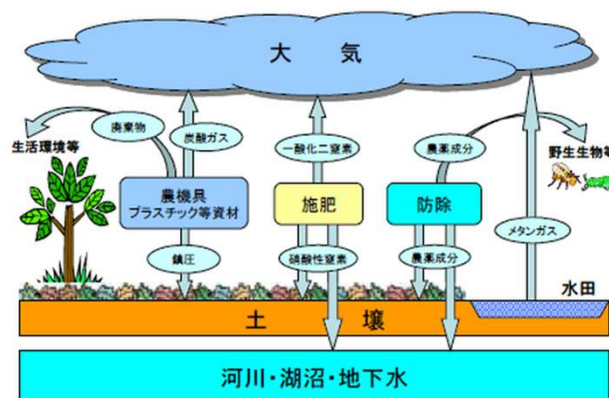 大　気
廃棄物
炭酸ガス
一酸化二窒素
農薬成分
生活環境等
野生生物等
農機具
プラスチック等資材
施肥
防除
メタンガス
鎮圧
硝酸性窒素
農薬成分
水田
土　壌
河川・湖沼・地下水